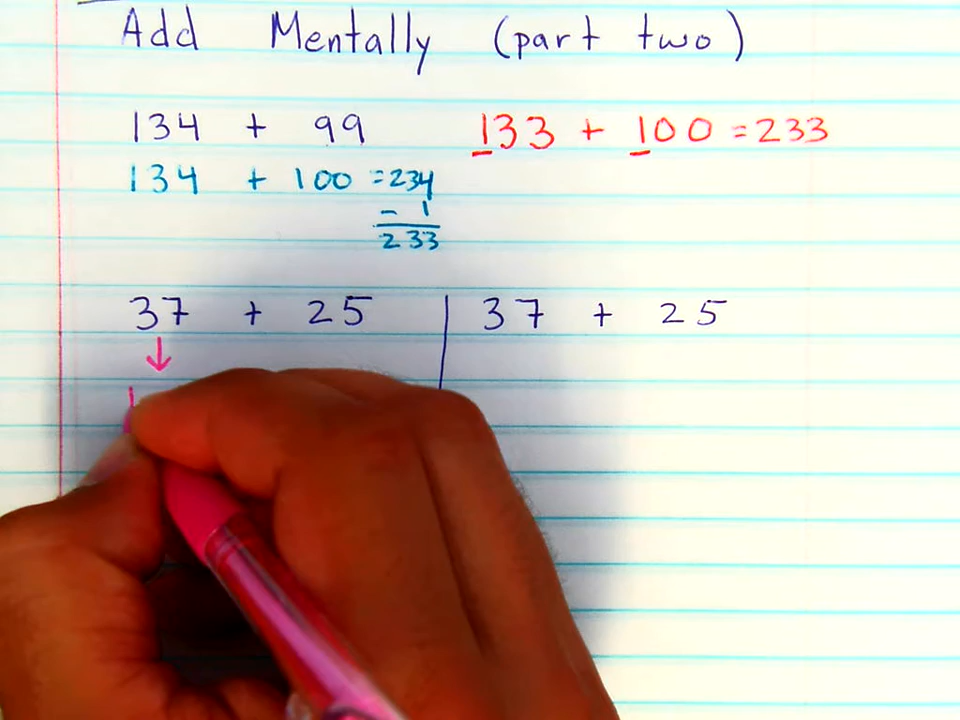 Add Mentally (part two)
134 + 99 133 + 100 = 233
134 + 100 = 234
- 1
233
37 + 25 37 + 25